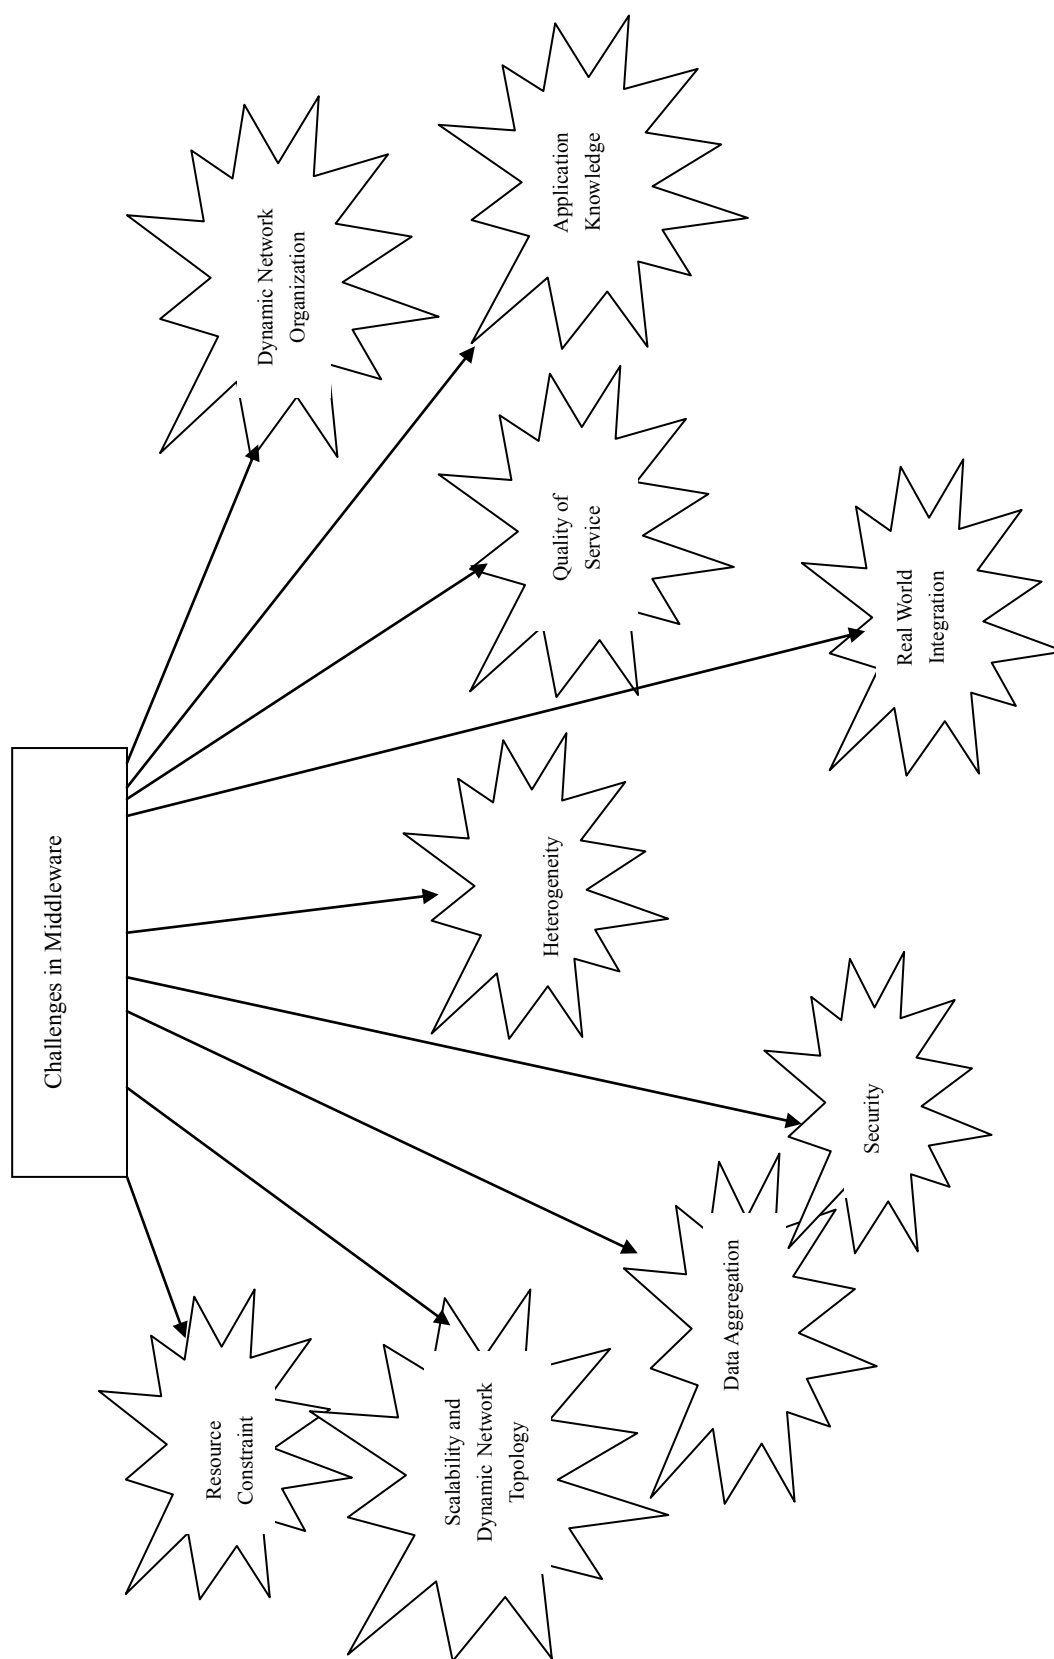 Challenges in Middleware
Resource
Constraint
Scalability and
Dynamic Network
Topology
Data Aggregation
Security
Heterogeneity
Real World
Integration
Quality of
Service
Application
Knowledge
Dynamic Network
Organization